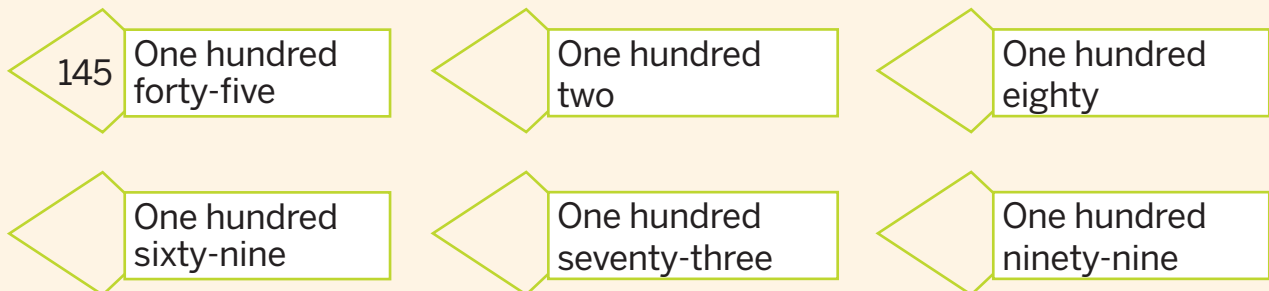 145
One hundred
forty-five
One hundred
two
One hundred
eighty
One hundred
sixty-nine
One hundred
seventy-three
One hundred
ninety-nine